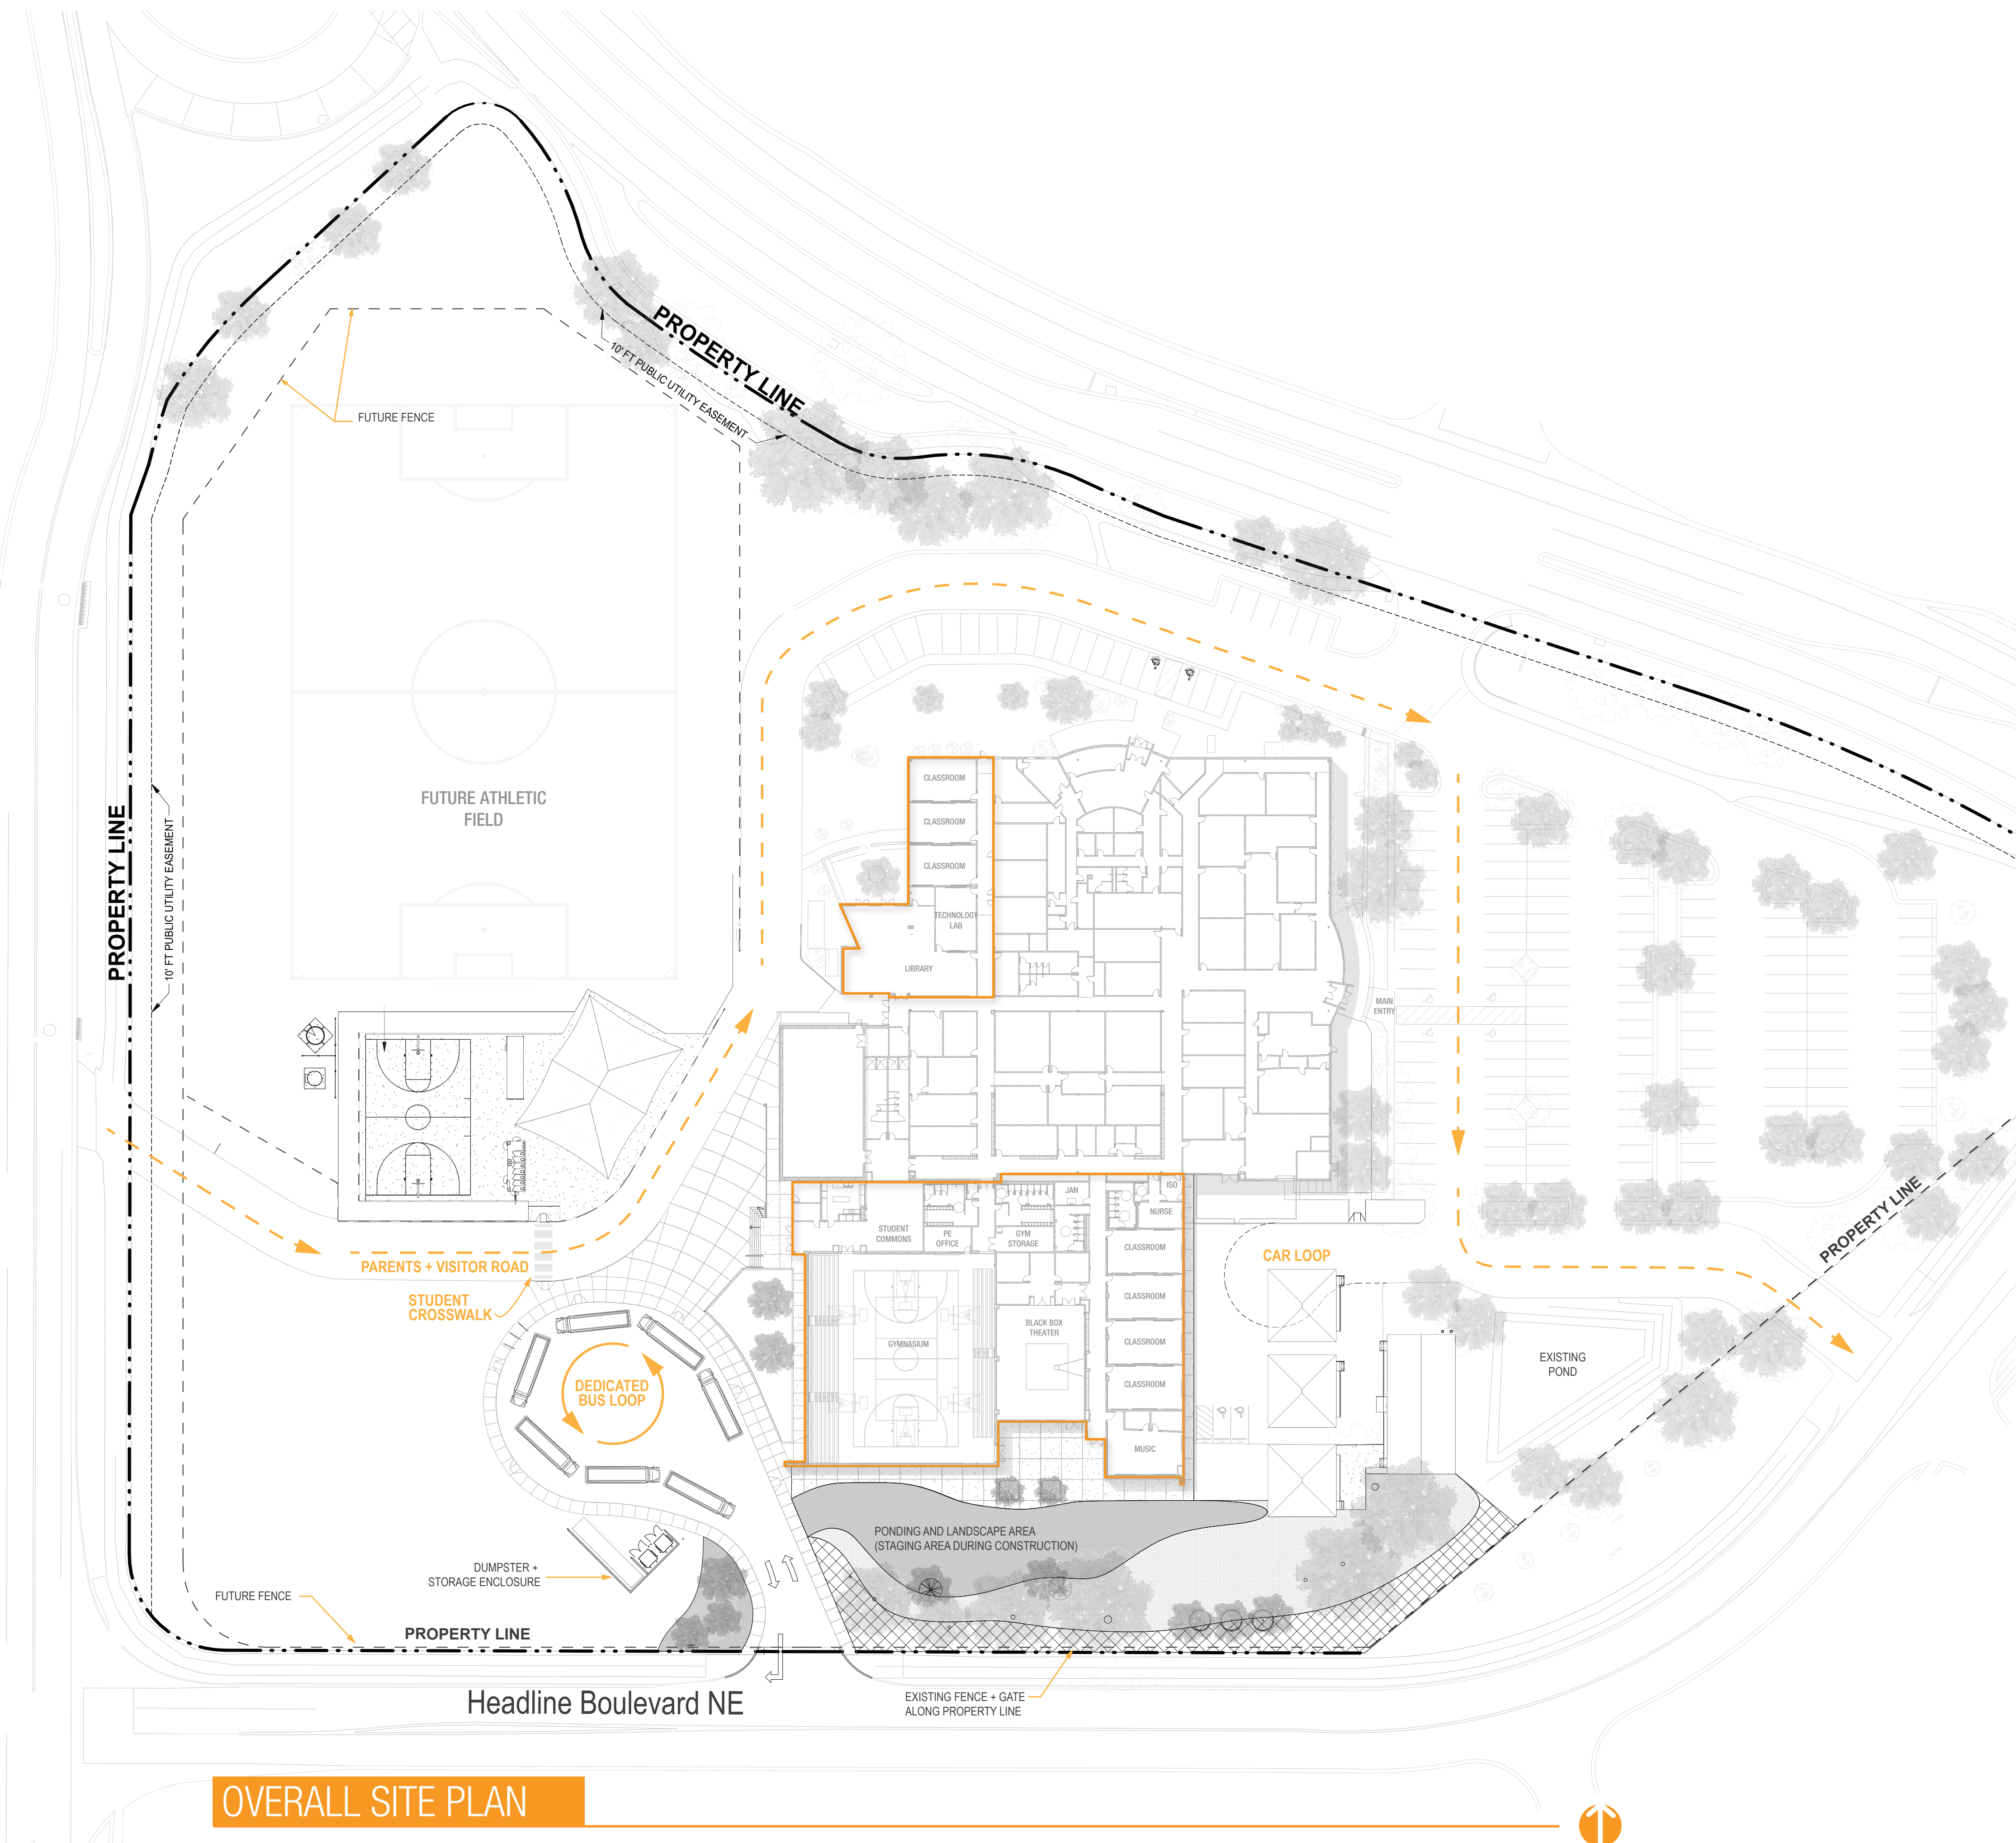 PROPERTY LINE
10' FT PUBLIC UTILITY EASEMENT
FUTURE FENCE
FUTURE ATHLETIC
FIELD
PROPERTY LINE
10' FT PUBLIC UTILITY EASEMENT
CLASSROOM
CLASSROOM
CLASSROOM
TECHNOLOGY
LAB
LIBRARY
MAIN
ENTRY
PARENTS + VISITOR ROAD
STUDENT
CROSSWALK
DEDICATED
BUS LOOP
STUDENT
COMMONS
PE
OFFICE
GYM
STORAGE
JAN
ISO
NURSE
CLASSROOM
CLASSROOM
CLASSROOM
CLASSROOM
MUSIC
GYMNASIUM
BLACK BOX
THEATER
CAR LOOP
PROPERTY LINE
EXISTING
POND
PONDING AND LANDSCAPE AREA
(STAGING AREA DURING CONSTRUCTION)
DUMPSTER +
STORAGE ENCLOSURE
FUTURE FENCE
PROPERTY LINE
EXISTING FENCE + GATE
ALONG PROPERTY LINE
Headline Boulevard NE
OVERALL SITE PLAN